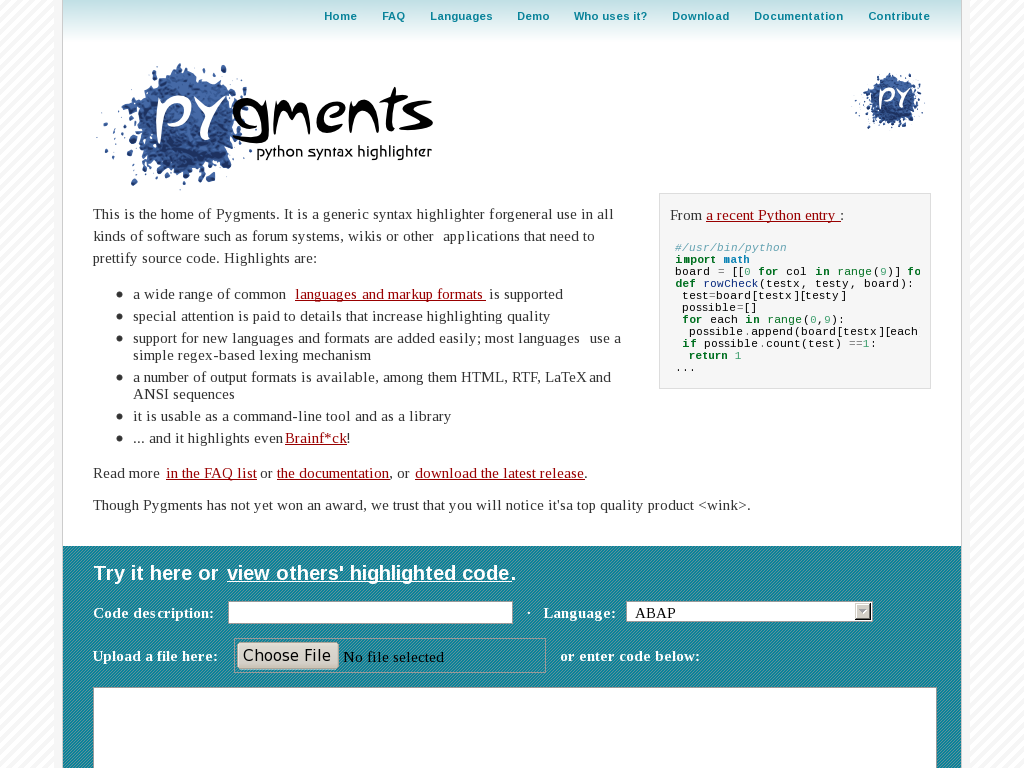 Home FAQ Languages Demo Who uses it? Download Documentation Contribute
pygments
python syntax highlighter
py
This is the home of Pygments. It is a generic syntax highlighter forgeneral use in all
kinds of software such as forum systems, wikis or other applications that need to
prettify source code. Highlights are:
a wide range of common languages and markup formats is supported
special attention is paid to details that increase highlighting quality
support for new languages and formats are added easily; most languages use a
simple regex-based lexing mechanism
a number of output formats is available, among them HTML, RTF, LaTeX and
ANSI sequences
it is usable as a command-line tool and as a library
... and it highlights even Brainf*ck!
Read more in the FAQ list or the documentation, or download the latest release.
Though Pygments has not yet won an award, we trust that you will notice it'sa top quality product <wink>.
From a recent Python entry :
#/usr/bin/python
import math
board = [[0 for col in range(9)] fo
def rowCheck(testx, testy, board):
test=board[testx][testy]
possible=[]
for each in range(0,9):
possible.append(board[testx][each
if possible.count(test) ==1:
return 1
...
Try it here or view others' highlighted code.
Code description: · Language: ABAP
Upload a file here: Choose File No file selected or enter code below: